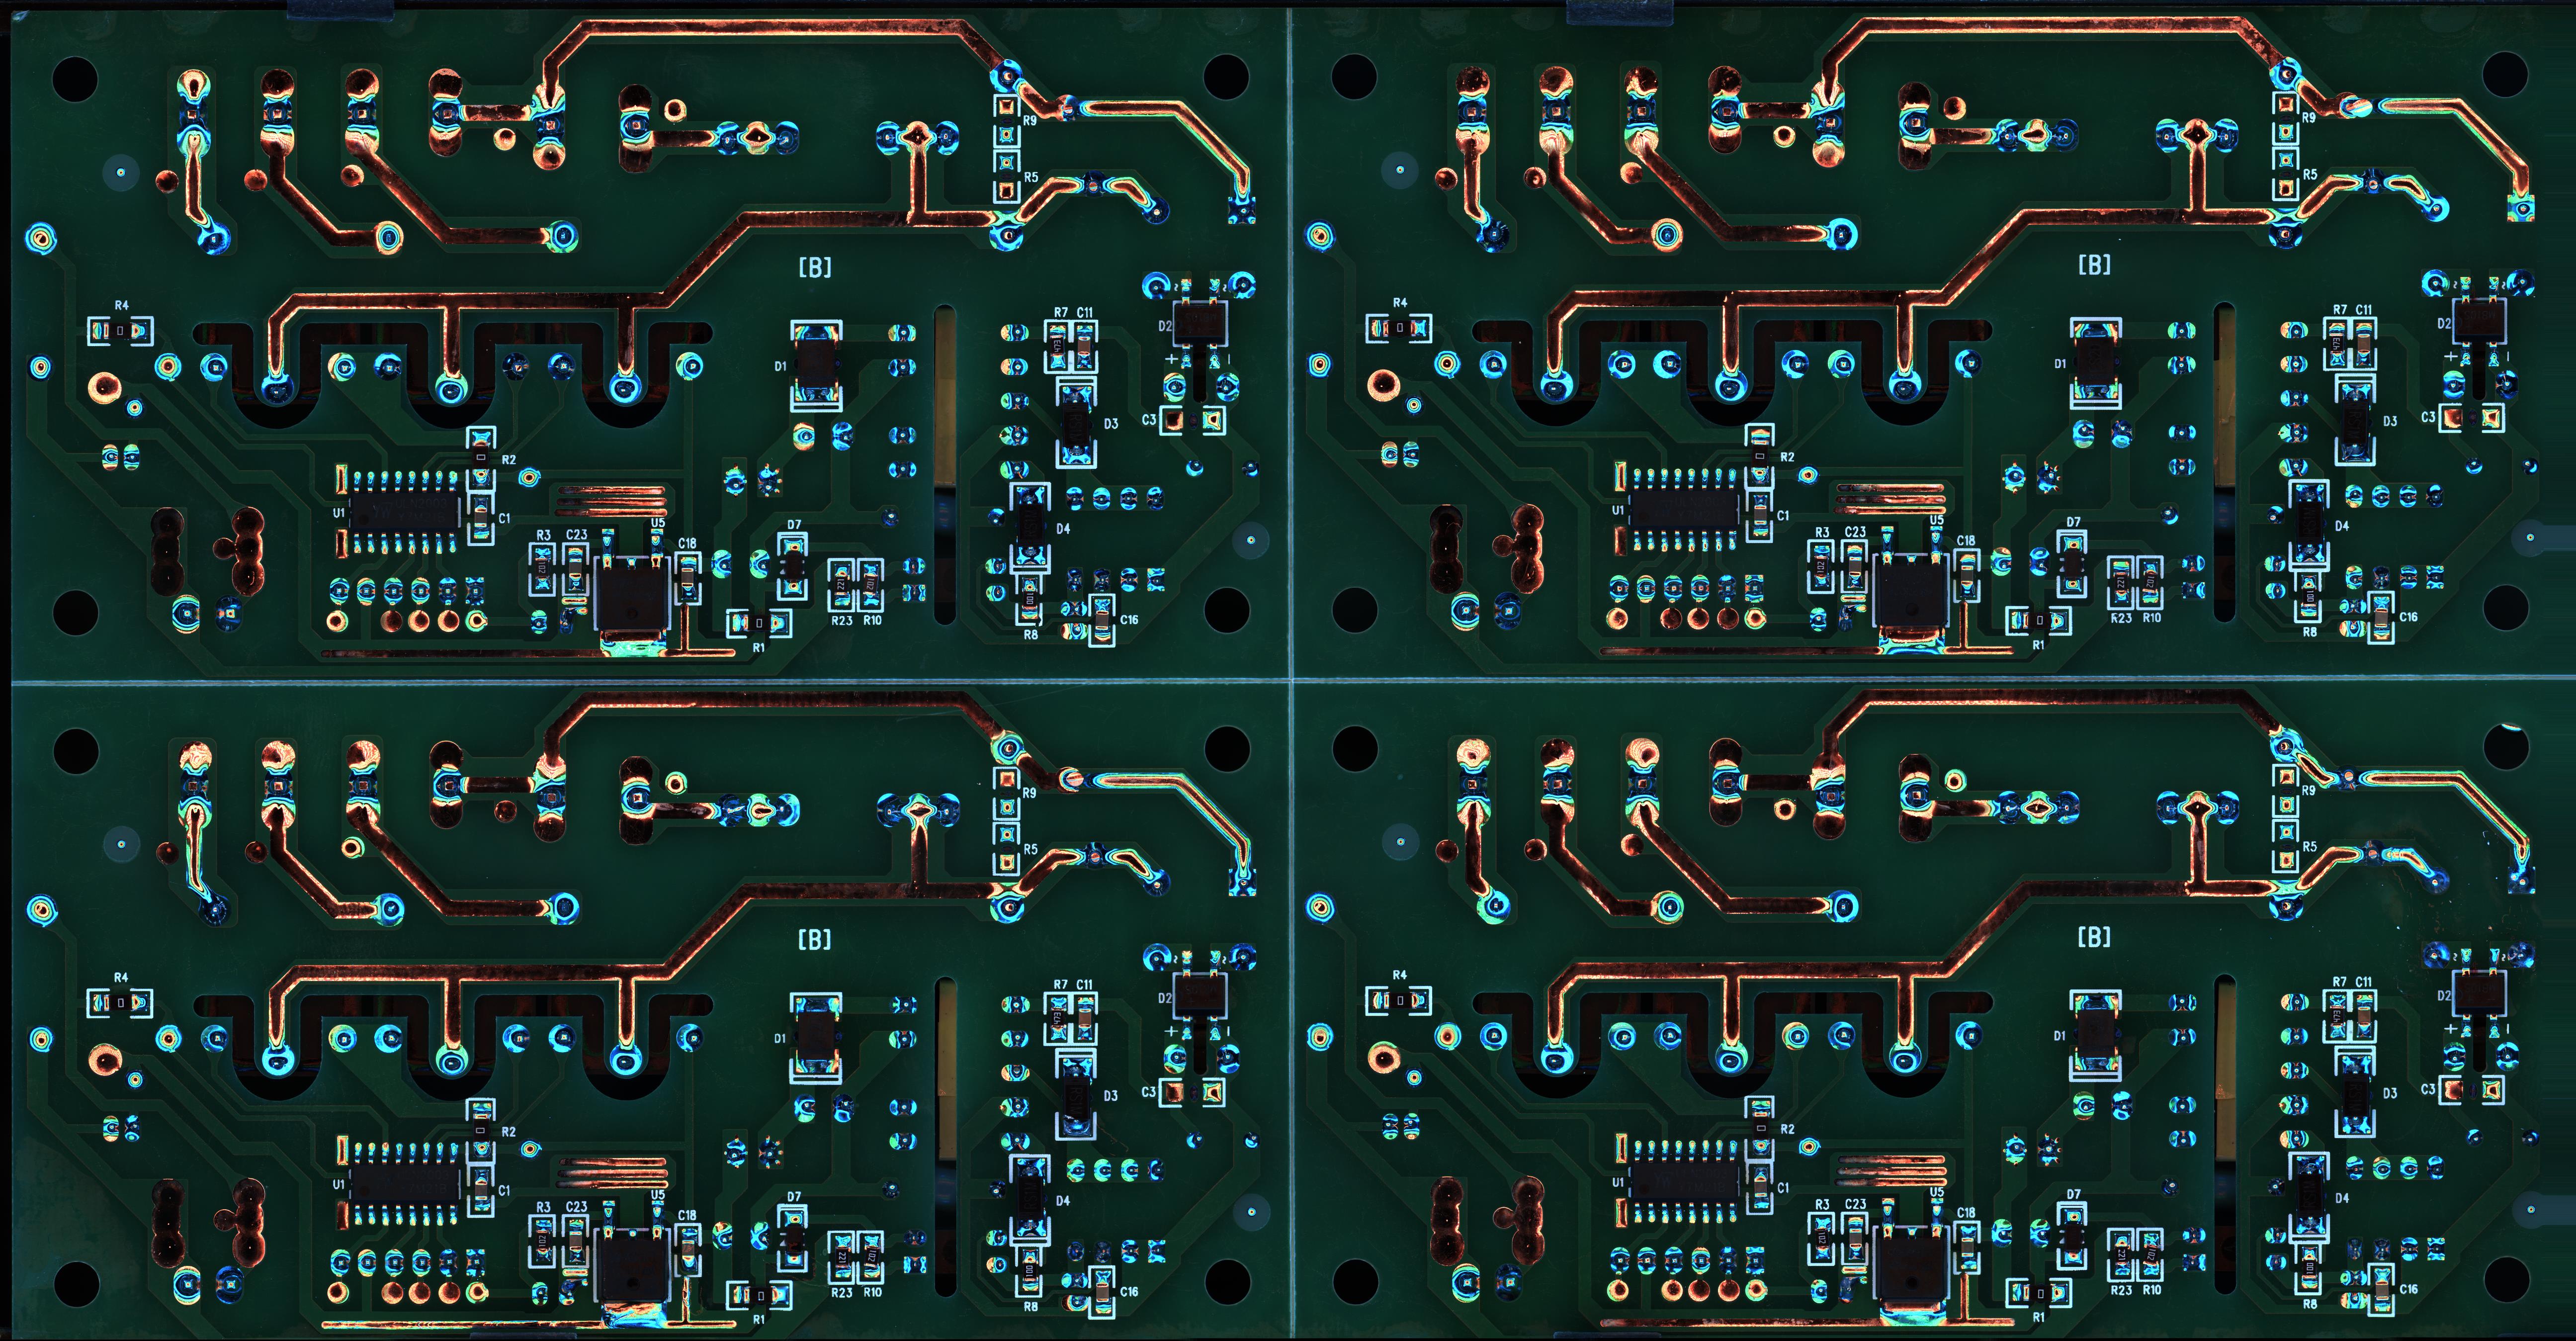 R9
R5
[B]
R4
R7 C11
D2
+ -
D1
C3
D3
R2
U1
C1
U5
D4
R3 C23
D7
C18
R23 R10
R8
C16
R1
R9
R5
[B]
R4
R7 C11
D2
+ -
D1
C3
D3
R2
U1
C1
U5
D4
R3 C23
D7
C18
R23 R10
R8
C16
R1
R9
R5
[B]
R4
R7 C11
D2
+ -
D1
C3
D3
R2
U1
C1
U5
D4
R3 C23
D7
C18
R23 R10
R8
C16
R1
R9
R5
[B]
R4
R7 C11
D2
+ -
D1
C3
D3
R2
U1
C1
U5
D4
R3 C23
D7
C18
R23 R10
R8
C16
R1